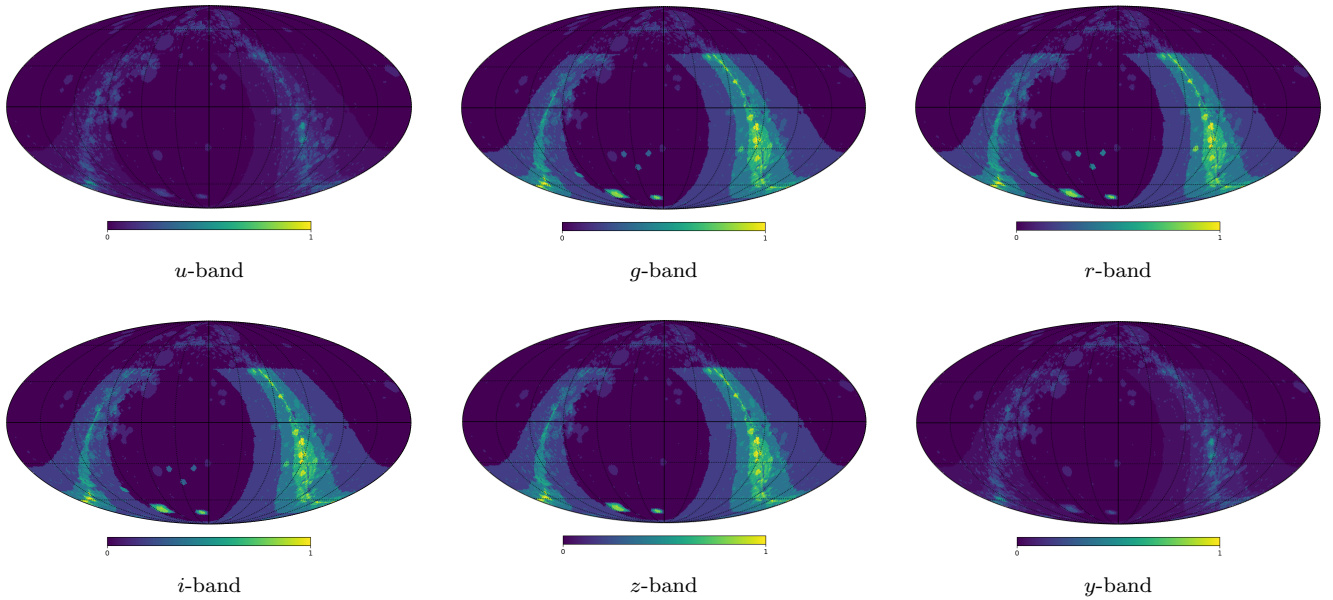 0 1 0 1 0 1
u-band g-band r-band
0 1 0 1 0 1
i-band z-band y-band